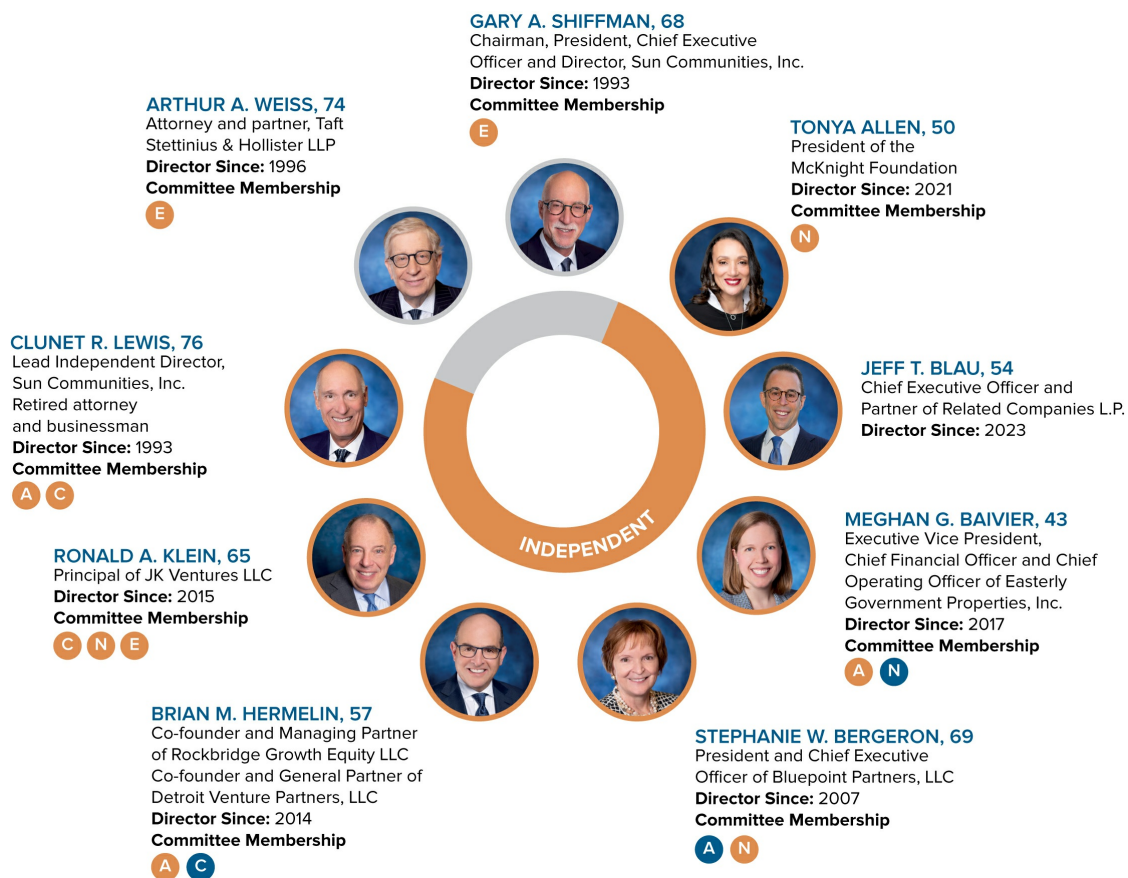 GARY A. SHIFFMAN, 68
Chairman, President, Chief Executive
Officer and Director, Sun Communities, Inc.
Director Since: 1993
Committee Membership
E
ARTHUR A. WEISS, 74
Attorney and partner, Taft
Stettinius & Hollister LLP
Director Since: 1996
Committee Membership
E
TONYA ALLEN, 50
President of the
McKnight Foundation
Director Since: 2021
Committee Membership
N
CLUNET R. LEWIS, 76
Lead Independent Director,
Sun Communities, Inc.
Retired attorney
and businessman
Director Since: 1993
Committee Membership
A C
JEFF T. BLAU, 54
Chief Executive Officer and
Partner of Related Companies L.P.
Director Since: 2023
INDEPENDENT
MEGHAN G. BAIVIER, 43
Executive Vice President,
Chief Financial Officer and Chief
Operating Officer of Easterly
Government Properties, Inc.
Director Since: 2017
Committee Membership
A N
RONALD A. KLEIN, 65
Principal of JK Ventures LLC
Director Since: 2015
Committee Membership
C N E
BRIAN M. HERMELIN, 57
Co-founder and Managing Partner
of Rockbridge Growth Equity LLC
Co-founder and General Partner of
Detroit Venture Partners, LLC
Director Since: 2014
Committee Membership
A C
STEPHANIE W. BERGERON, 69
President and Chief Executive
Officer of Bluepoint Partners, LLC
Director Since: 2007
Committee Membership
A N